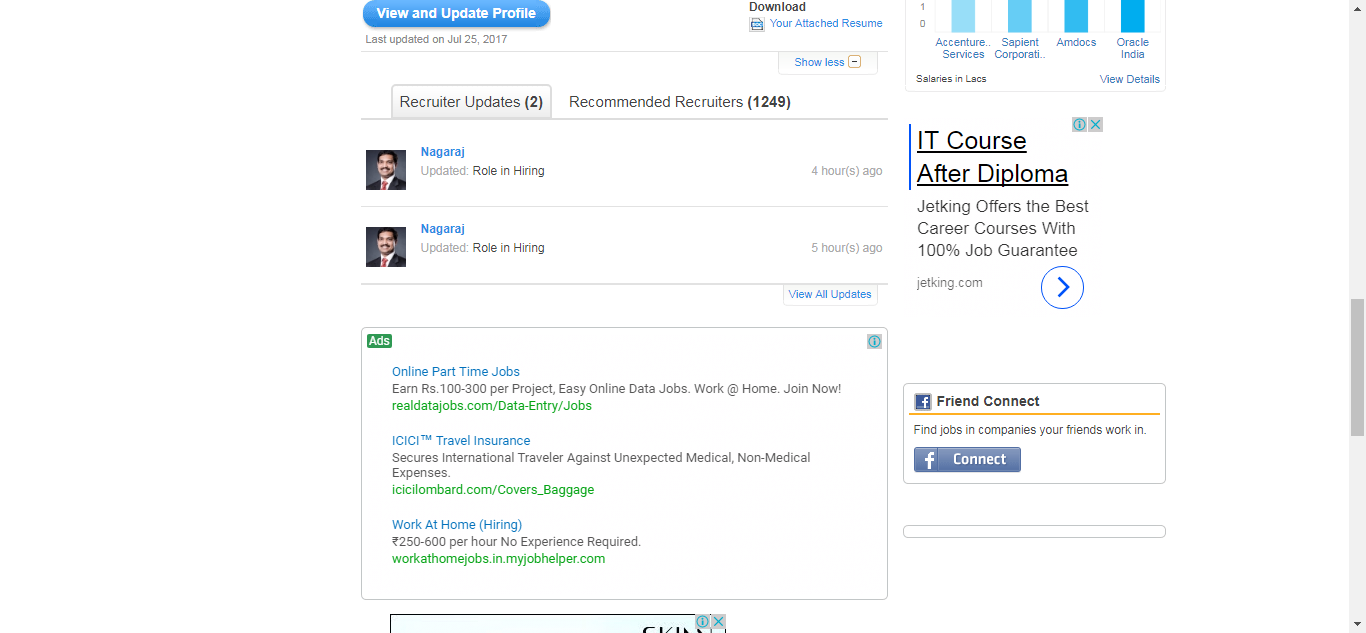 View and Update Profile
Last updated on Jul 25, 2017
Download
Your Attached Resume
Show less
Recruiter Updates (2)
Recommended Recruiters (1249)
Nagaraj
Updated: Role in Hiring
4 hour(s) ago
Nagaraj
Updated: Role in Hiring
5 hour(s) ago
View All Updates
Ads
Online Part Time Jobs
Earn Rs.100-300 per Project, Easy Online Data Jobs. Work @ Home. Join Now!
realdatajobs.com/Data-Entry/Jobs
ICICI™ Travel Insurance
Secures International Traveler Against Unexpected Medical, Non-Medical
Expenses.
icicilombard.com/Covers_Baggage
Work At Home (Hiring)
₹250-600 per hour No Experience Required.
workathomejobs.in.myjobhelper.com
1
0
Accenture.. Sapient Amdocs Oracle
Services Corporati.. India
Salaries in Lacs
View Details
IT Course
After Diploma
Jetking Offers the Best
Career Courses With
100% Job Guarantee
jetking.com
Friend Connect
Find jobs in companies your friends work in.
Connect